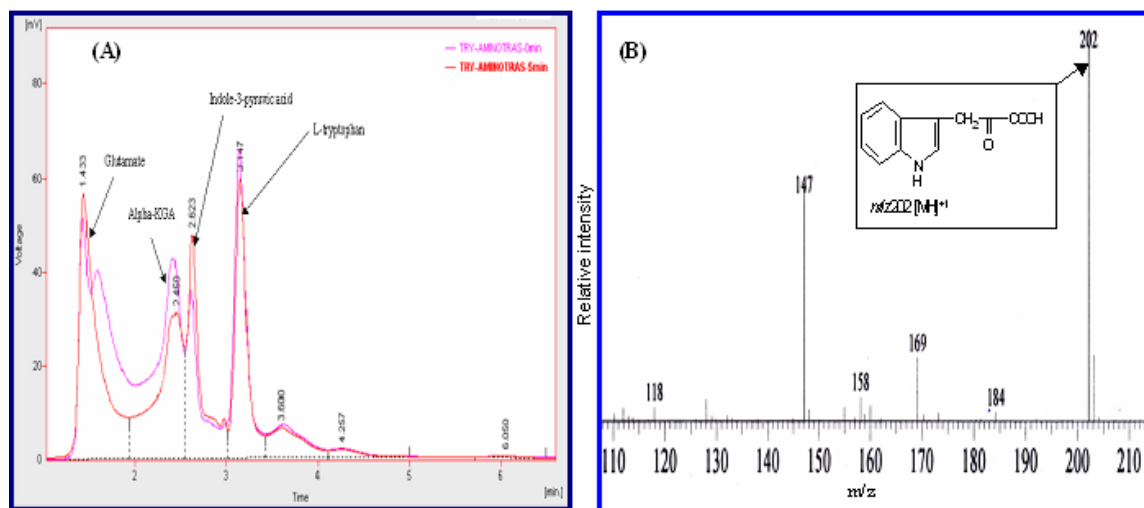 [mV]
(A)
TRY-AMINOTRAS-0min
TRY-AMINOTRAS-5min
80
60
40
20
0
Voltage
1.433
Glutamate
Alpha-KGA
2.460
2.623
Indole-3-pyruvic acid
3.147
L-tryptophan
3.600
4.257
6.050
2
3
4
5
6
Time
[min.]
(B)
202
CH2
C
O
COOH
N
H
m/z202 [MH]+1
147
169
158
118
184
Relative intensity
110 120 130 140 150 160 170 180 190 200 210
m/z